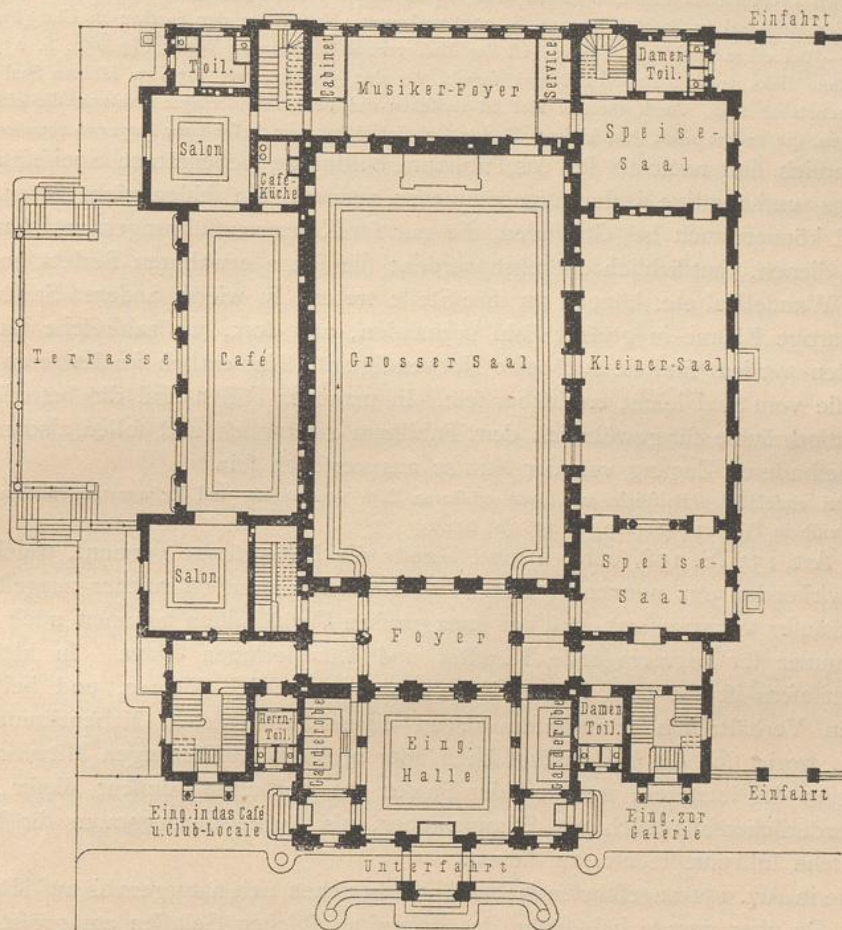 Einfahrt
Toil.
Cabinet
Musiker-Foyer
Service
Damen-
Toil.
Salon
Café-
Küche
Speise-
Saal
Terrasse
Café
Grosser Saal
Kleiner-Saal
Salon
Speise-
Saal
Foyer
Herrn-
Toil.
Garderobe
Eing.
Halle
Garderobe
Damen
Toil.
Eing. in das Café
u. Club-Locale
Eing. zur
Galerie
Einfahrt
Unterfahrt